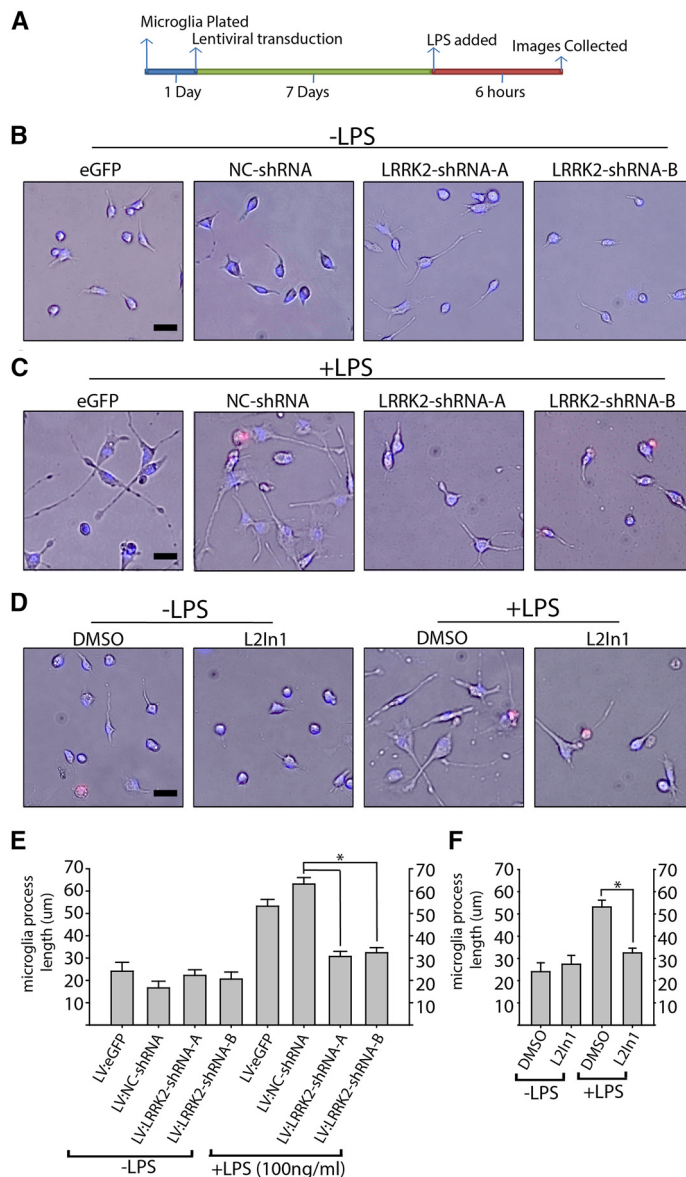 A
Microglia Plated
Lentiviral transduction
LPS added
Images Collected
1 Day
7 Days
6 hours
B
-LPS
eGFP
NC-shRNA
LRRK2-shRNA-A
LRRK2-shRNA-B
C
+LPS
eGFP
NC-shRNA
LRRK2-shRNA-A
LRRK2-shRNA-B
D
-LPS
+LPS
DMSO
L2In1
DMSO
L2In1
E
microglia process
length (um)
70
60
50
40
30
20
10
*
70
60
50
40
30
20
10
LV:eGFP
LV:NC-shRNA
LV:LRRK2-shRNA-A
LV:LRRK2-shRNA-B
LV:eGFP
LV:NC-shRNA
LV:LRRK2-shRNA-A
LV:LRRK2-shRNA-B
-LPS
+LPS (100ng/ml)
F
microglia process
length (um)
70
60
50
40
30
20
10
*
70
60
50
40
30
20
10
DMSO
L2In1
DMSO
L2In1
-LPS
+LPS